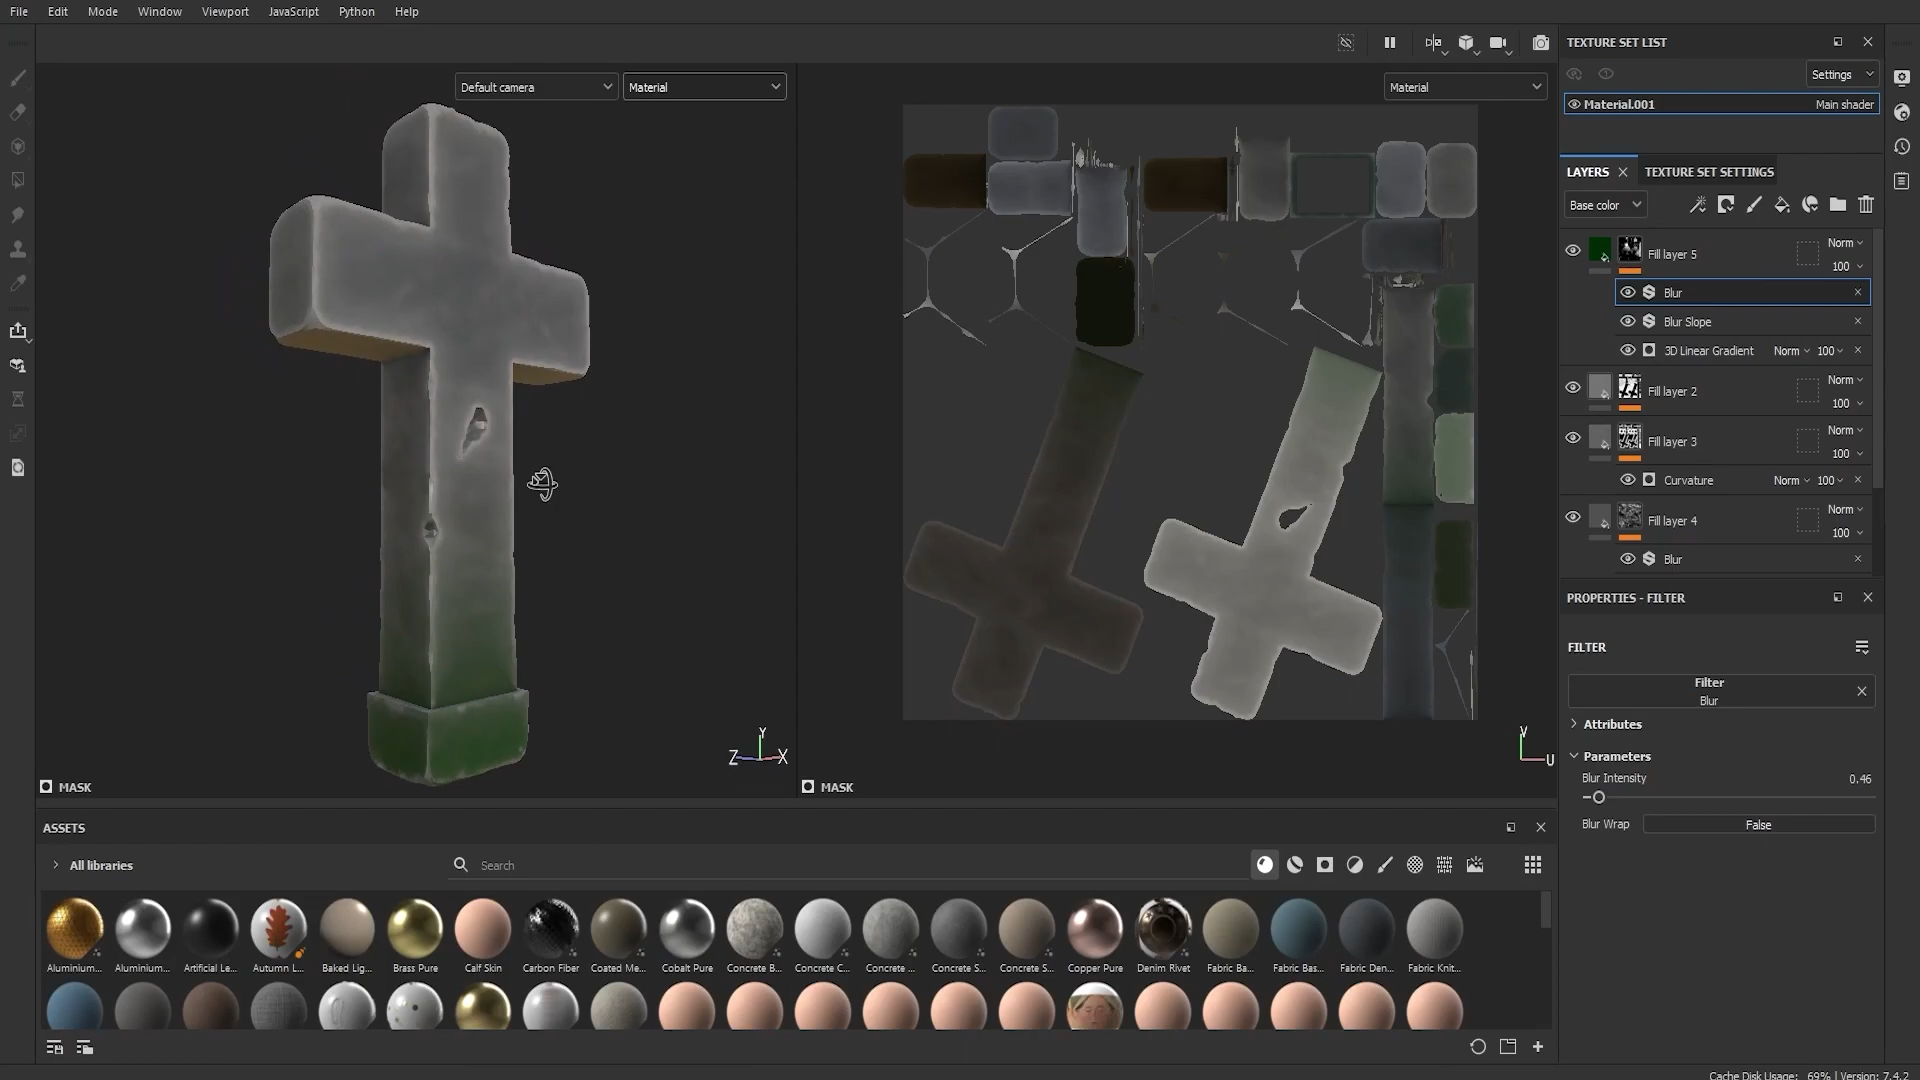 File Edit Mode Window Viewport JavaScript Python Help
TEXTURE SET LIST
Default camera
Material
Material
Settings
Material.001 Main shader
LAYERS TEXTURE SET SETTINGS
Base color
Fill layer 5 Norm 100
Blur
Blur Slope
3D Linear Gradient Norm 100
Fill layer 2 Norm 100
Fill layer 3 Norm 100
Curvature Norm 100
Fill layer 4 Norm 100
Blur
PROPERTIES - FILTER
FILTER
Filter
Blur
Attributes
Parameters
Blur Intensity 0.46
Blur Wrap False
Y
Z X
V
U
MASK
MASK
ASSETS
All libraries
Search
Aluminium... Aluminium... Artificial Le... Autumn L... Baked Lig... Brass Pure Calf Skin Carbon Fiber Coated Me... Cobalt Pure Concrete B... Concrete C... Concrete ... Concrete S... Concrete S... Copper Pure Denim Rivet Fabric Ba... Fabric Bas... Fabric Den... Fabric Knit...
Cache Disk Usage: 69% | Version: 7.4.2